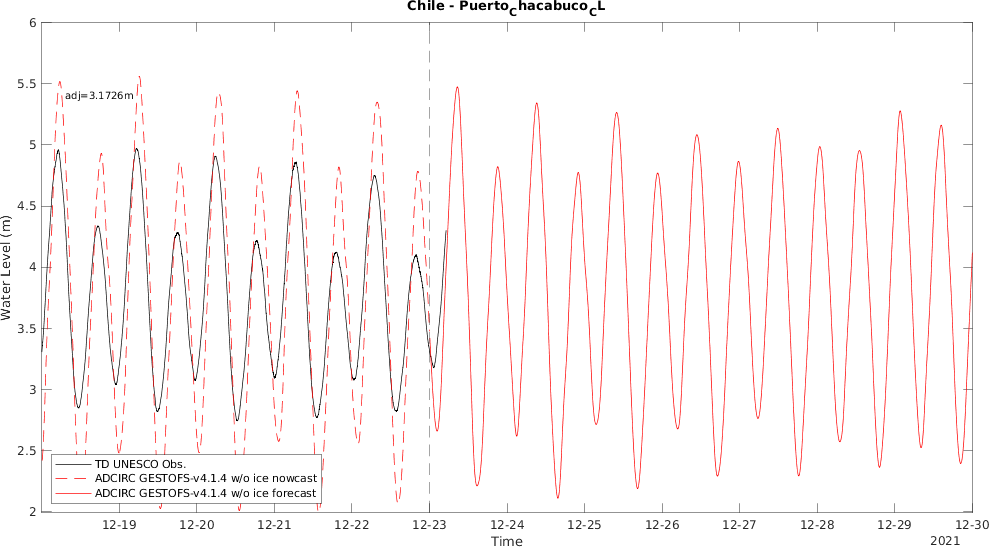 Chile - Puerto_Chacabuco_CL
6
5.5
5
4.5
4
3.5
3
2.5
2
Water Level (m)
adj=3.1726m
TD UNESCO Obs.
ADCIRC GESTOFS-v4.1.4 w/o ice nowcast
ADCIRC GESTOFS-v4.1.4 w/o ice forecast
12-19 12-20 12-21 12-22 12-23 12-24 12-25 12-26 12-27 12-28 12-29 12-30
Time
2021